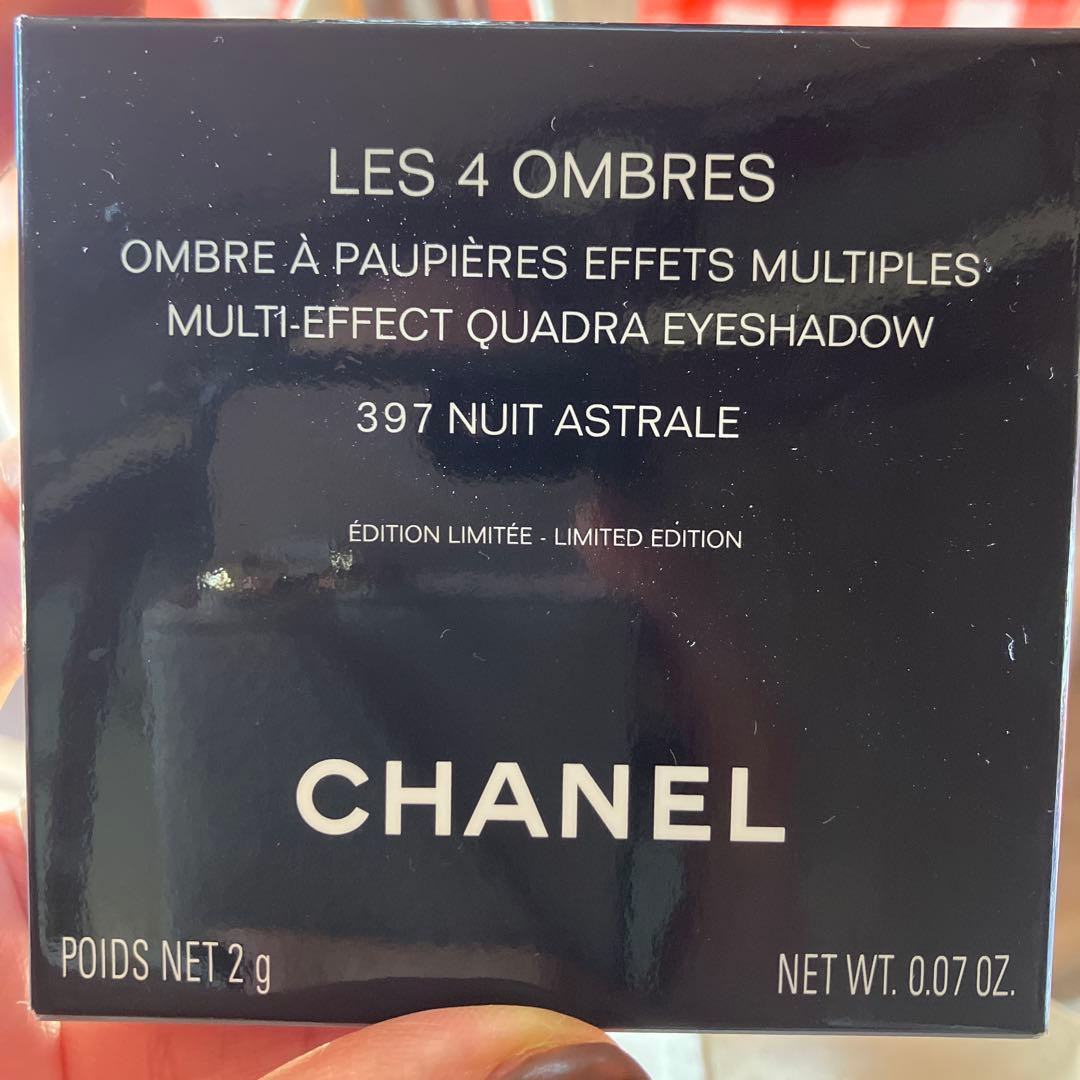 LES 4 OMBRES
OMBRE À PAUPIÈRES EFFETS MULTIPLES
MULTI-EFFECT QUADRA EYESHADOW
397 NUIT ASTRALE
ÉDITION LIMITÉE - LIMITED EDITION
CHANEL
POIDS NET 2 g
NET WT. 0.07 OZ.